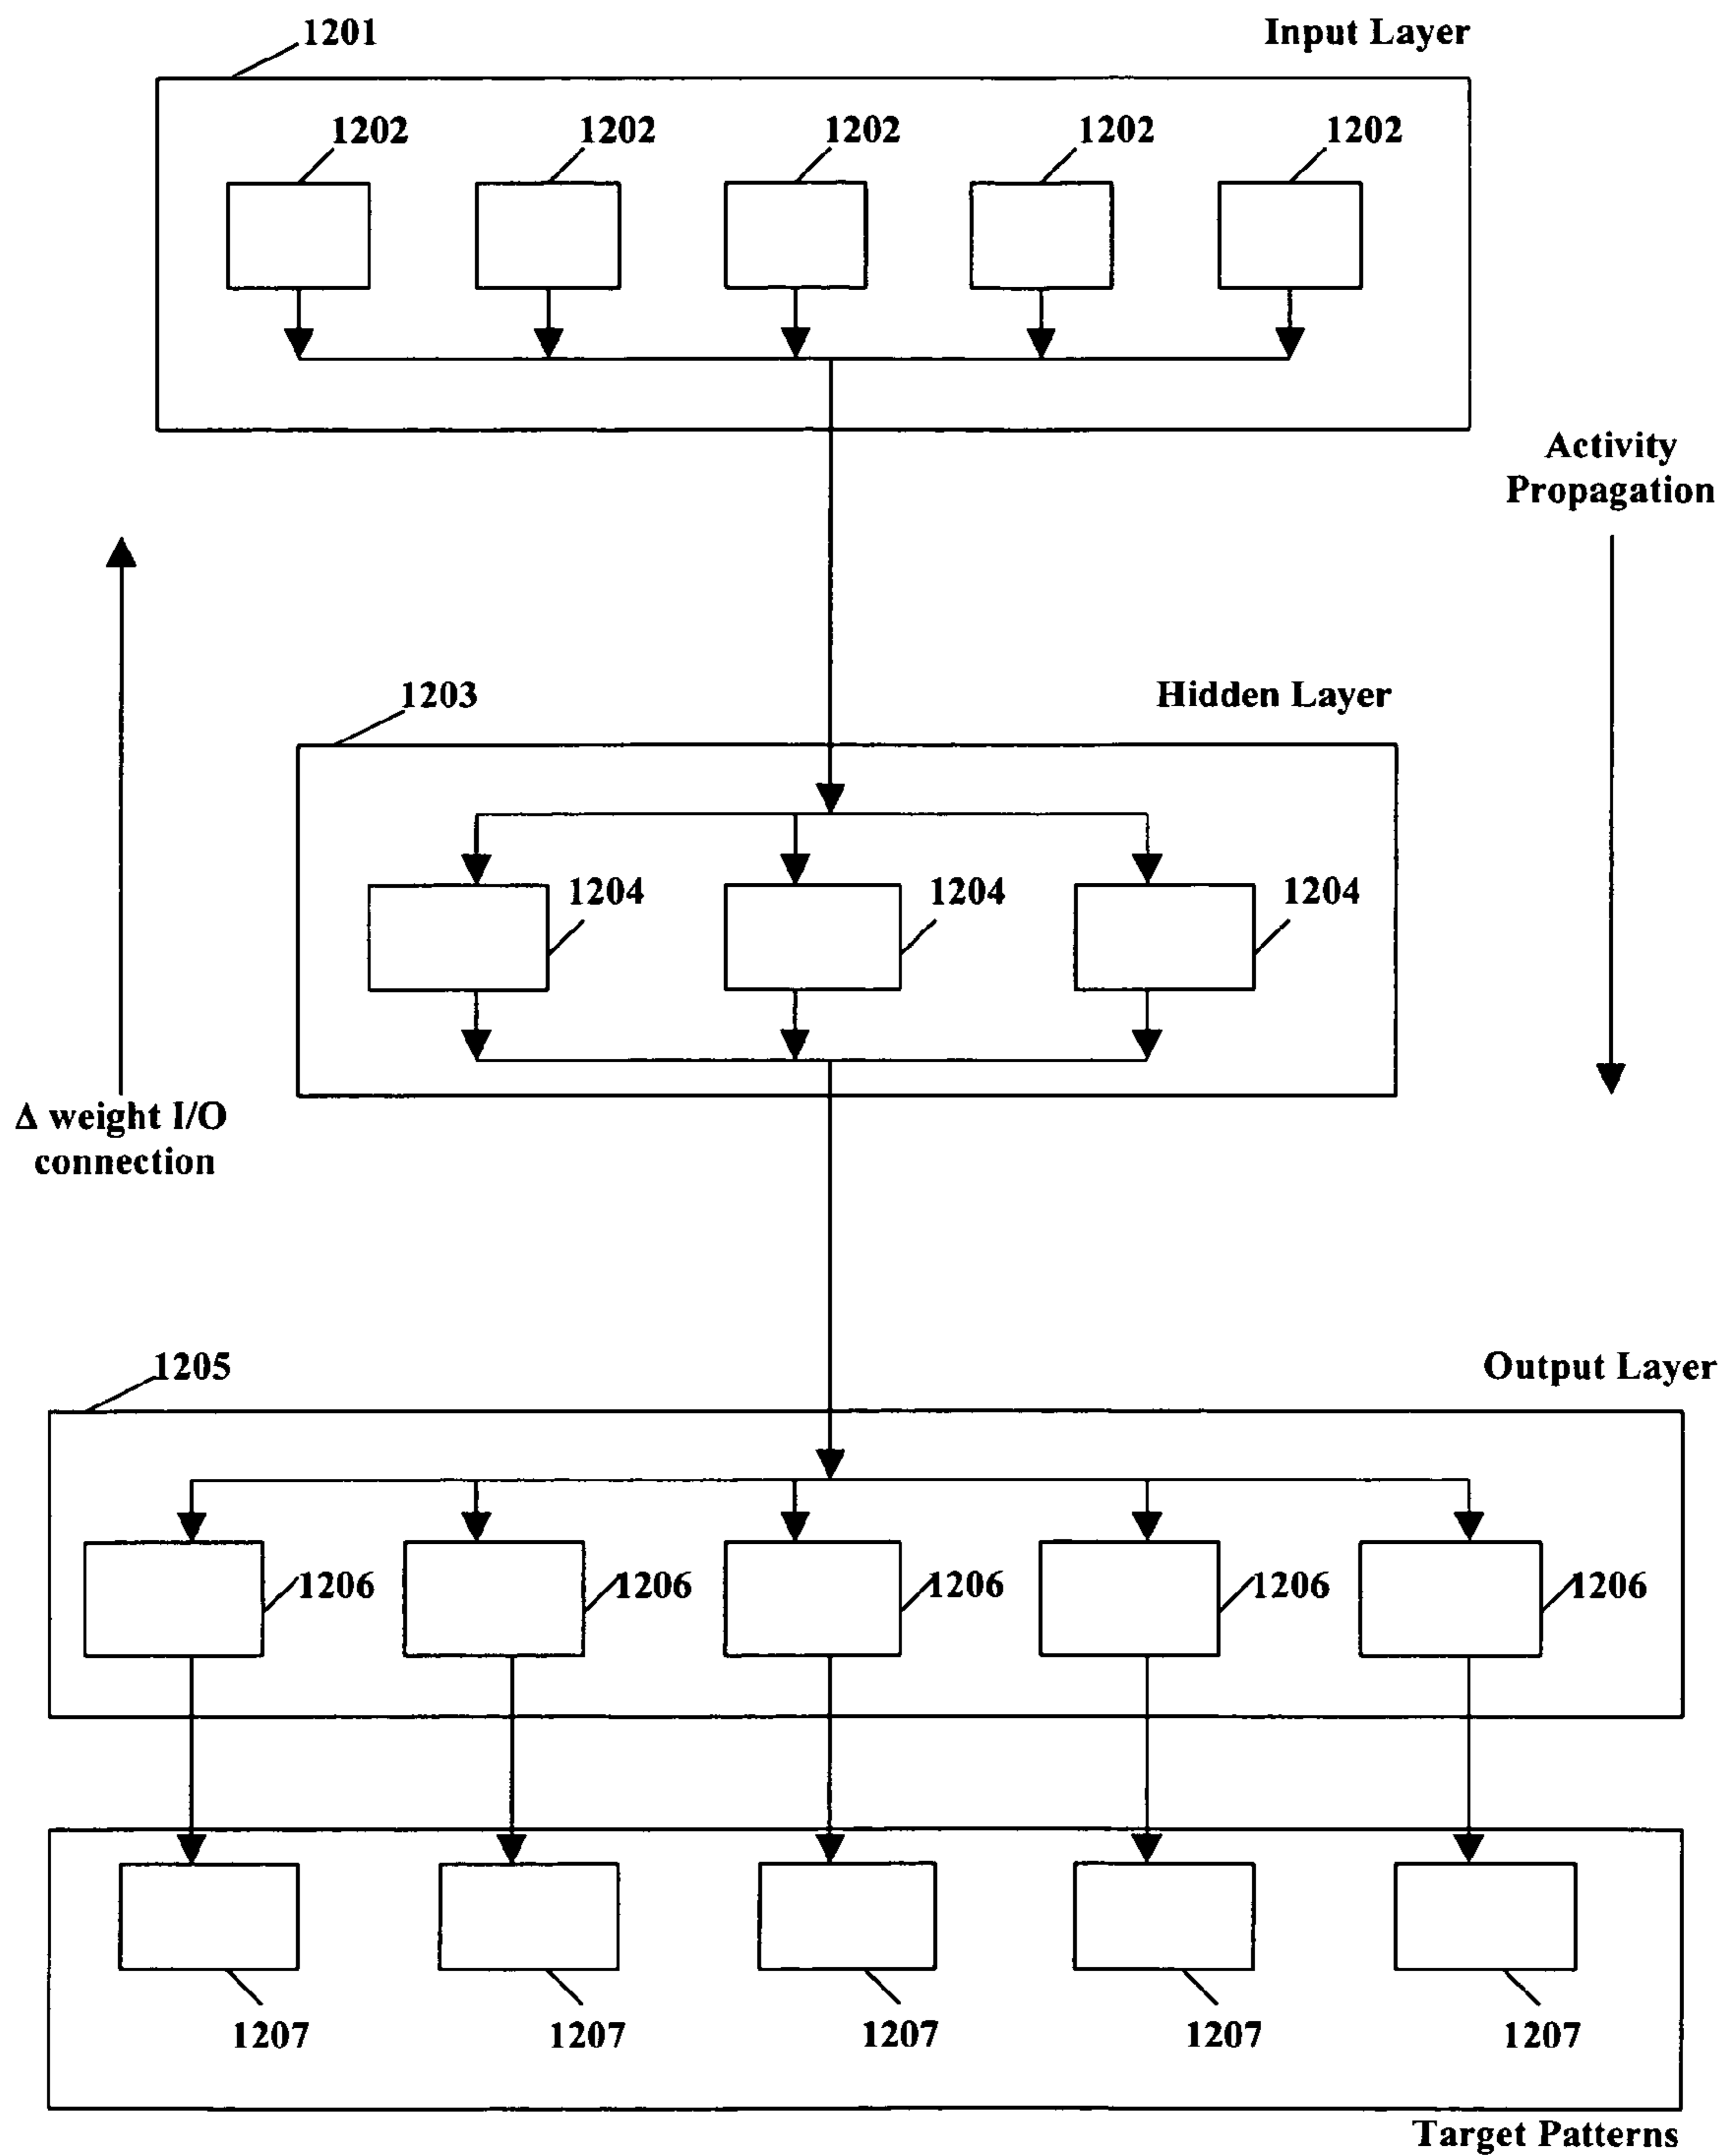 1201
Input Layer
1202 1202 1202 1202 1202
Activity
Propagation
1203
Hidden Layer
1204 1204 1204
Δ weight I/O
connection
1205
Output Layer
1206 1206 1206 1206 1206
1207 1207 1207 1207 1207
Target Patterns